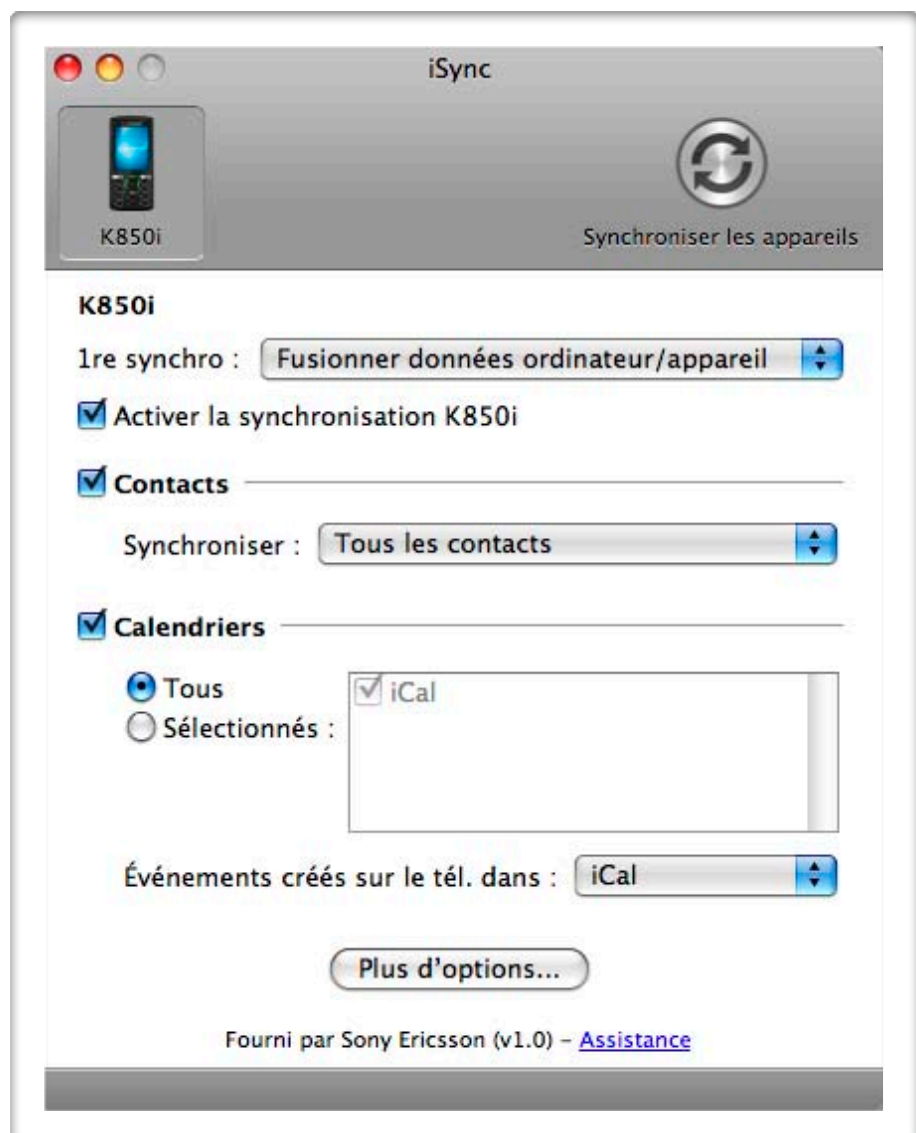 iSync
K850i
Synchroniser les appareils
K850i
1re synchro : Fusionner données ordinateur/appareil
Activer la synchronisation K850i
Contacts
Synchroniser : Tous les contacts
Calendriers
Tous
iCal
Sélectionnés :
Événements créés sur le tél. dans : iCal
Plus d'options...
Fourni par Sony Ericsson (v1.0) – Assistance